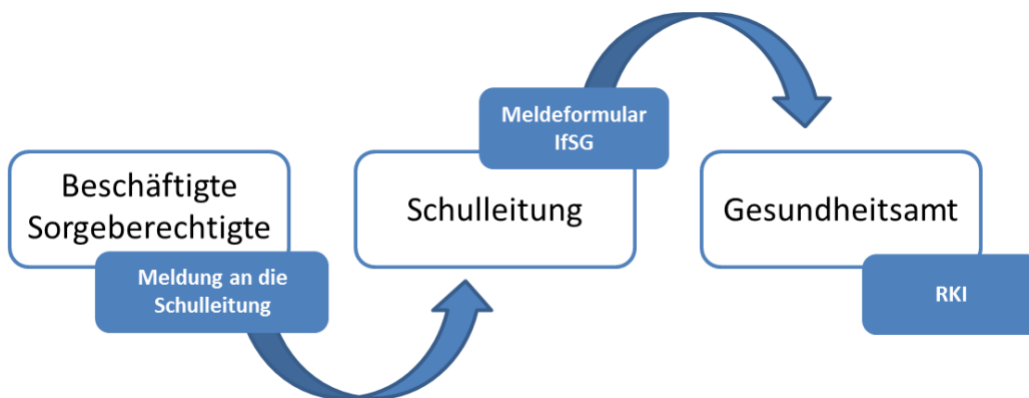 Beschäftigte
Sorgeberechtigte
Meldung an die
Schulleitung
Schulleitung
Meldeformular
IfSG
Gesundheitsamt
RKI